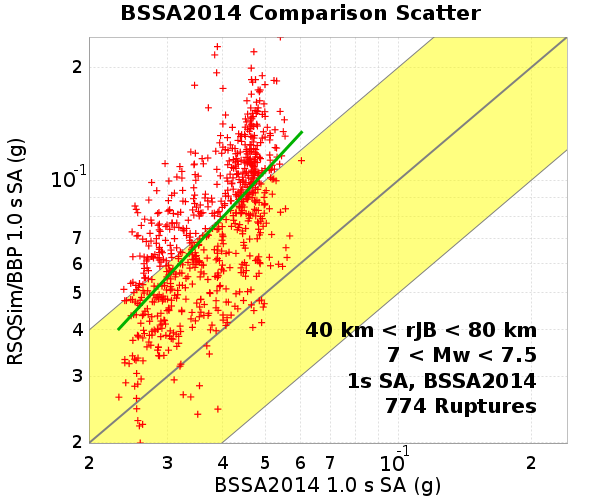 BSSA2014 Comparison Scatter
RSQSim/BBP 1.0 s SA (g)
2
10-1
7
6
5
4
3
2
40 km < rJB < 80 km
7 < Mw < 7.5
1s SA, BSSA2014
774 Ruptures
2 3 4 5 6 7 10-1 2
BSSA2014 1.0 s SA (g)